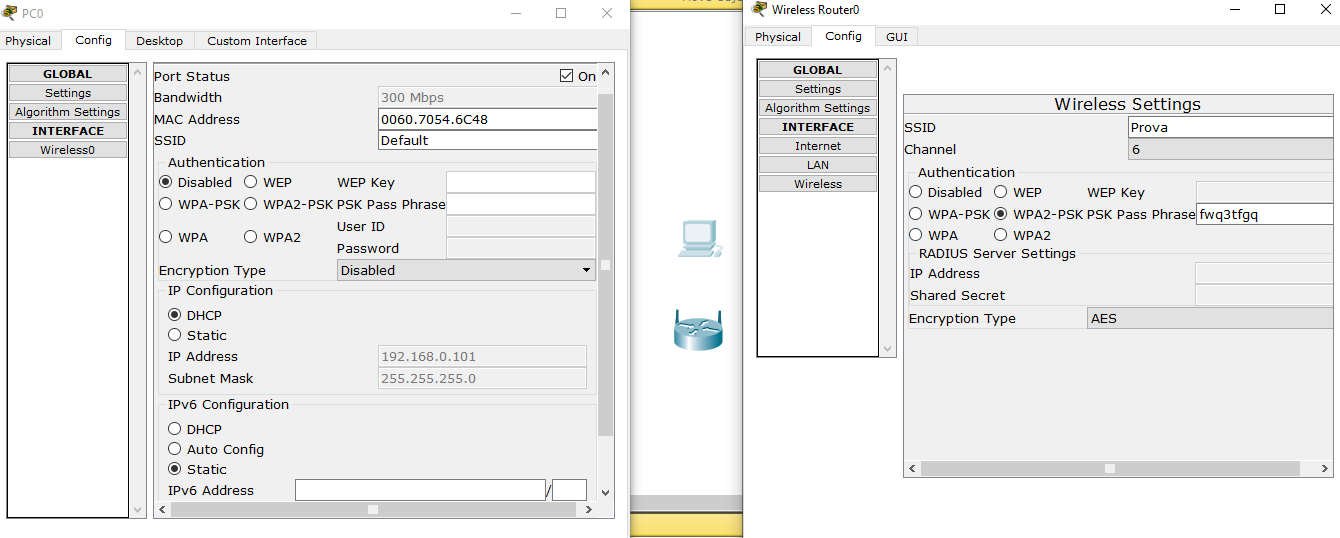 PC0
Physical Config Desktop Custom Interface
GLOBAL
Settings
Algorithm Settings
INTERFACE
Wireless0
Port Status On
Bandwidth 300 Mbps
MAC Address 0060.7054.6C48
SSID Default
Authentication
Disabled WEP WEP Key
WPA-PSK WPA2-PSK PSK Pass Phrase
WPA WPA2 User ID
Password
Encryption Type Disabled
IP Configuration
DHCP
Static
IP Address 192.168.0.101
Subnet Mask 255.255.255.0
IPv6 Configuration
DHCP
Auto Config
Static
IPv6 Address /
Wireless Router0
Physical Config GUI
GLOBAL
Settings
Algorithm Settings
INTERFACE
Internet
LAN
Wireless
Wireless Settings
SSID Prova
Channel 6
Authentication
Disabled WEP WEP Key
WPA-PSK WPA2-PSK PSK Pass Phrase fwq3tfgq
WPA WPA2
RADIUS Server Settings
IP Address
Shared Secret
Encryption Type AES